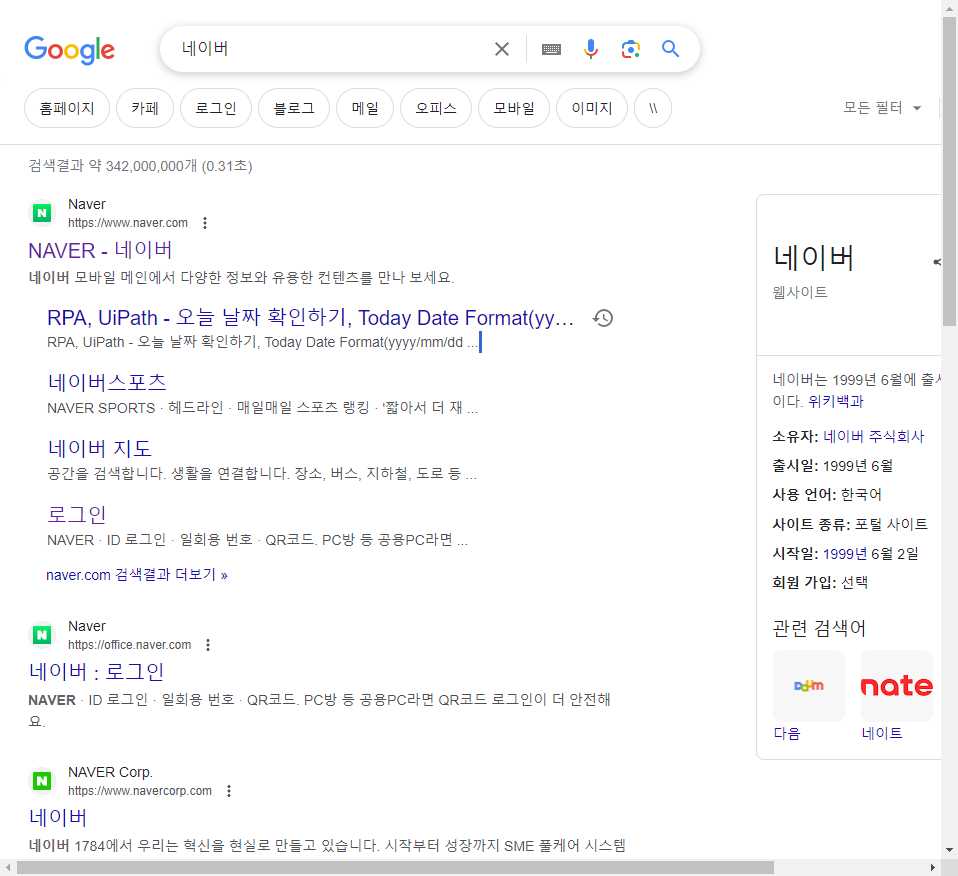 Google
네이버
홈페이지
카페
로그인
블로그
메일
오피스
모바일
이미지
\\
모든 필터
검색결과 약 342,000,000개 (0.31초)
Naver
https://www.naver.com
NAVER - 네이버
네이버 모바일 메인에서 다양한 정보와 유용한 컨텐츠를 만나 보세요.
RPA, UiPath - 오늘 날짜 확인하기, Today Date Format(yy…
RPA, UiPath - 오늘 날짜 확인하기, Today Date Format(yyyy/mm/dd ...
네이버스포츠
NAVER SPORTS · 헤드라인 · 매일매일 스포츠 랭킹 · '짧아서 더 재 ...
네이버 지도
공간을 검색합니다. 생활을 연결합니다. 장소, 버스, 지하철, 도로 등 ...
로그인
NAVER · ID 로그인 · 일회용 번호 · QR코드. PC방 등 공용PC라면 ...
naver.com 검색결과 더보기 »
Naver
https://office.naver.com
네이버 : 로그인
NAVER · ID 로그인 · 일회용 번호 · QR코드. PC방 등 공용PC라면 QR코드 로그인이 더 안전해
요.
NAVER Corp.
https://www.navercorp.com
네이버
네이버 1784에서 우리는 혁신을 현실로 만들고 있습니다. 시작부터 성장까지 SME 풀케어 시스템
네이버
웹사이트
네이버는 1999년 6월에 출시
이다. 위키백과
소유자: 네이버 주식회사
출시일: 1999년 6월
사용 언어: 한국어
사이트 종류: 포털 사이트
시작일: 1999년 6월 2일
회원 가입: 선택
관련 검색어
Daum
nate
다음
네이트